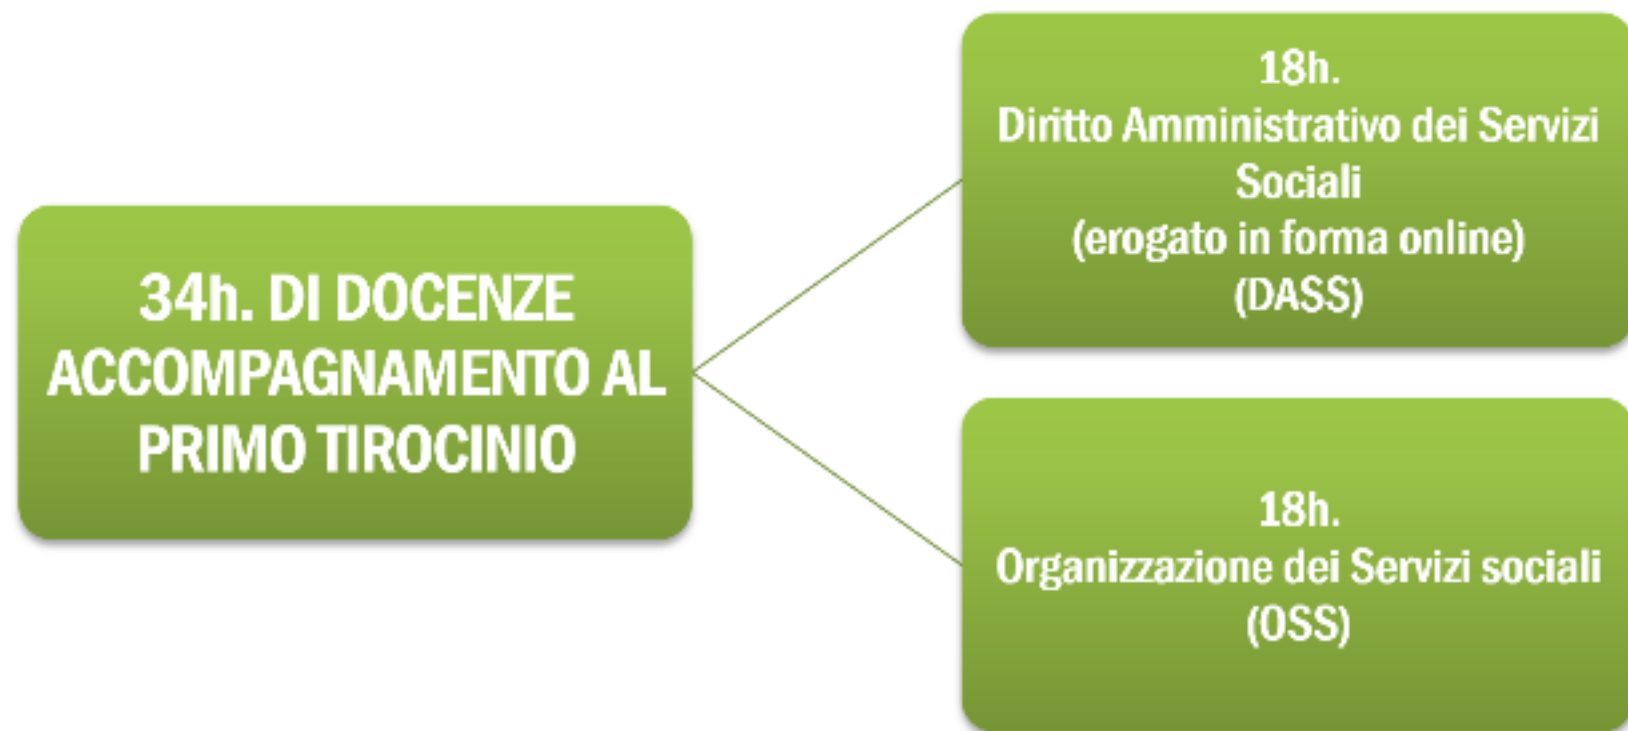 34h. DI DOCENZE
ACCOMPAGNAMENTO AL
PRIMO TIROCINIO
18h.
Diritto Amministrativo dei Servizi
Sociali
(erogato in forma online)
(DASS)
18h.
Organizzazione dei Servizi sociali
(OSS)